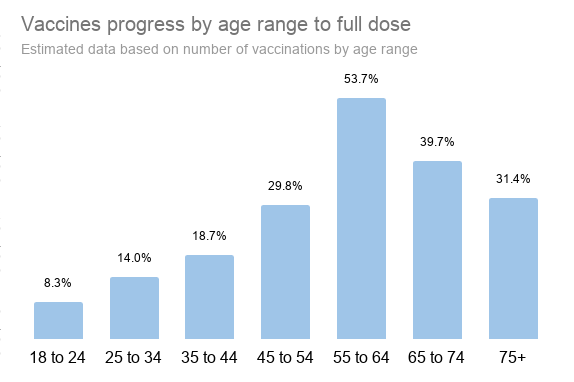 Vaccines progress by age range to full dose
Estimated data based on number of vaccinations by age range
53.7%
39.7%
31.4%
29.8%
18.7%
14.0%
8.3%
18 to 24 25 to 34 35 to 44 45 to 54 55 to 64 65 to 74 75+